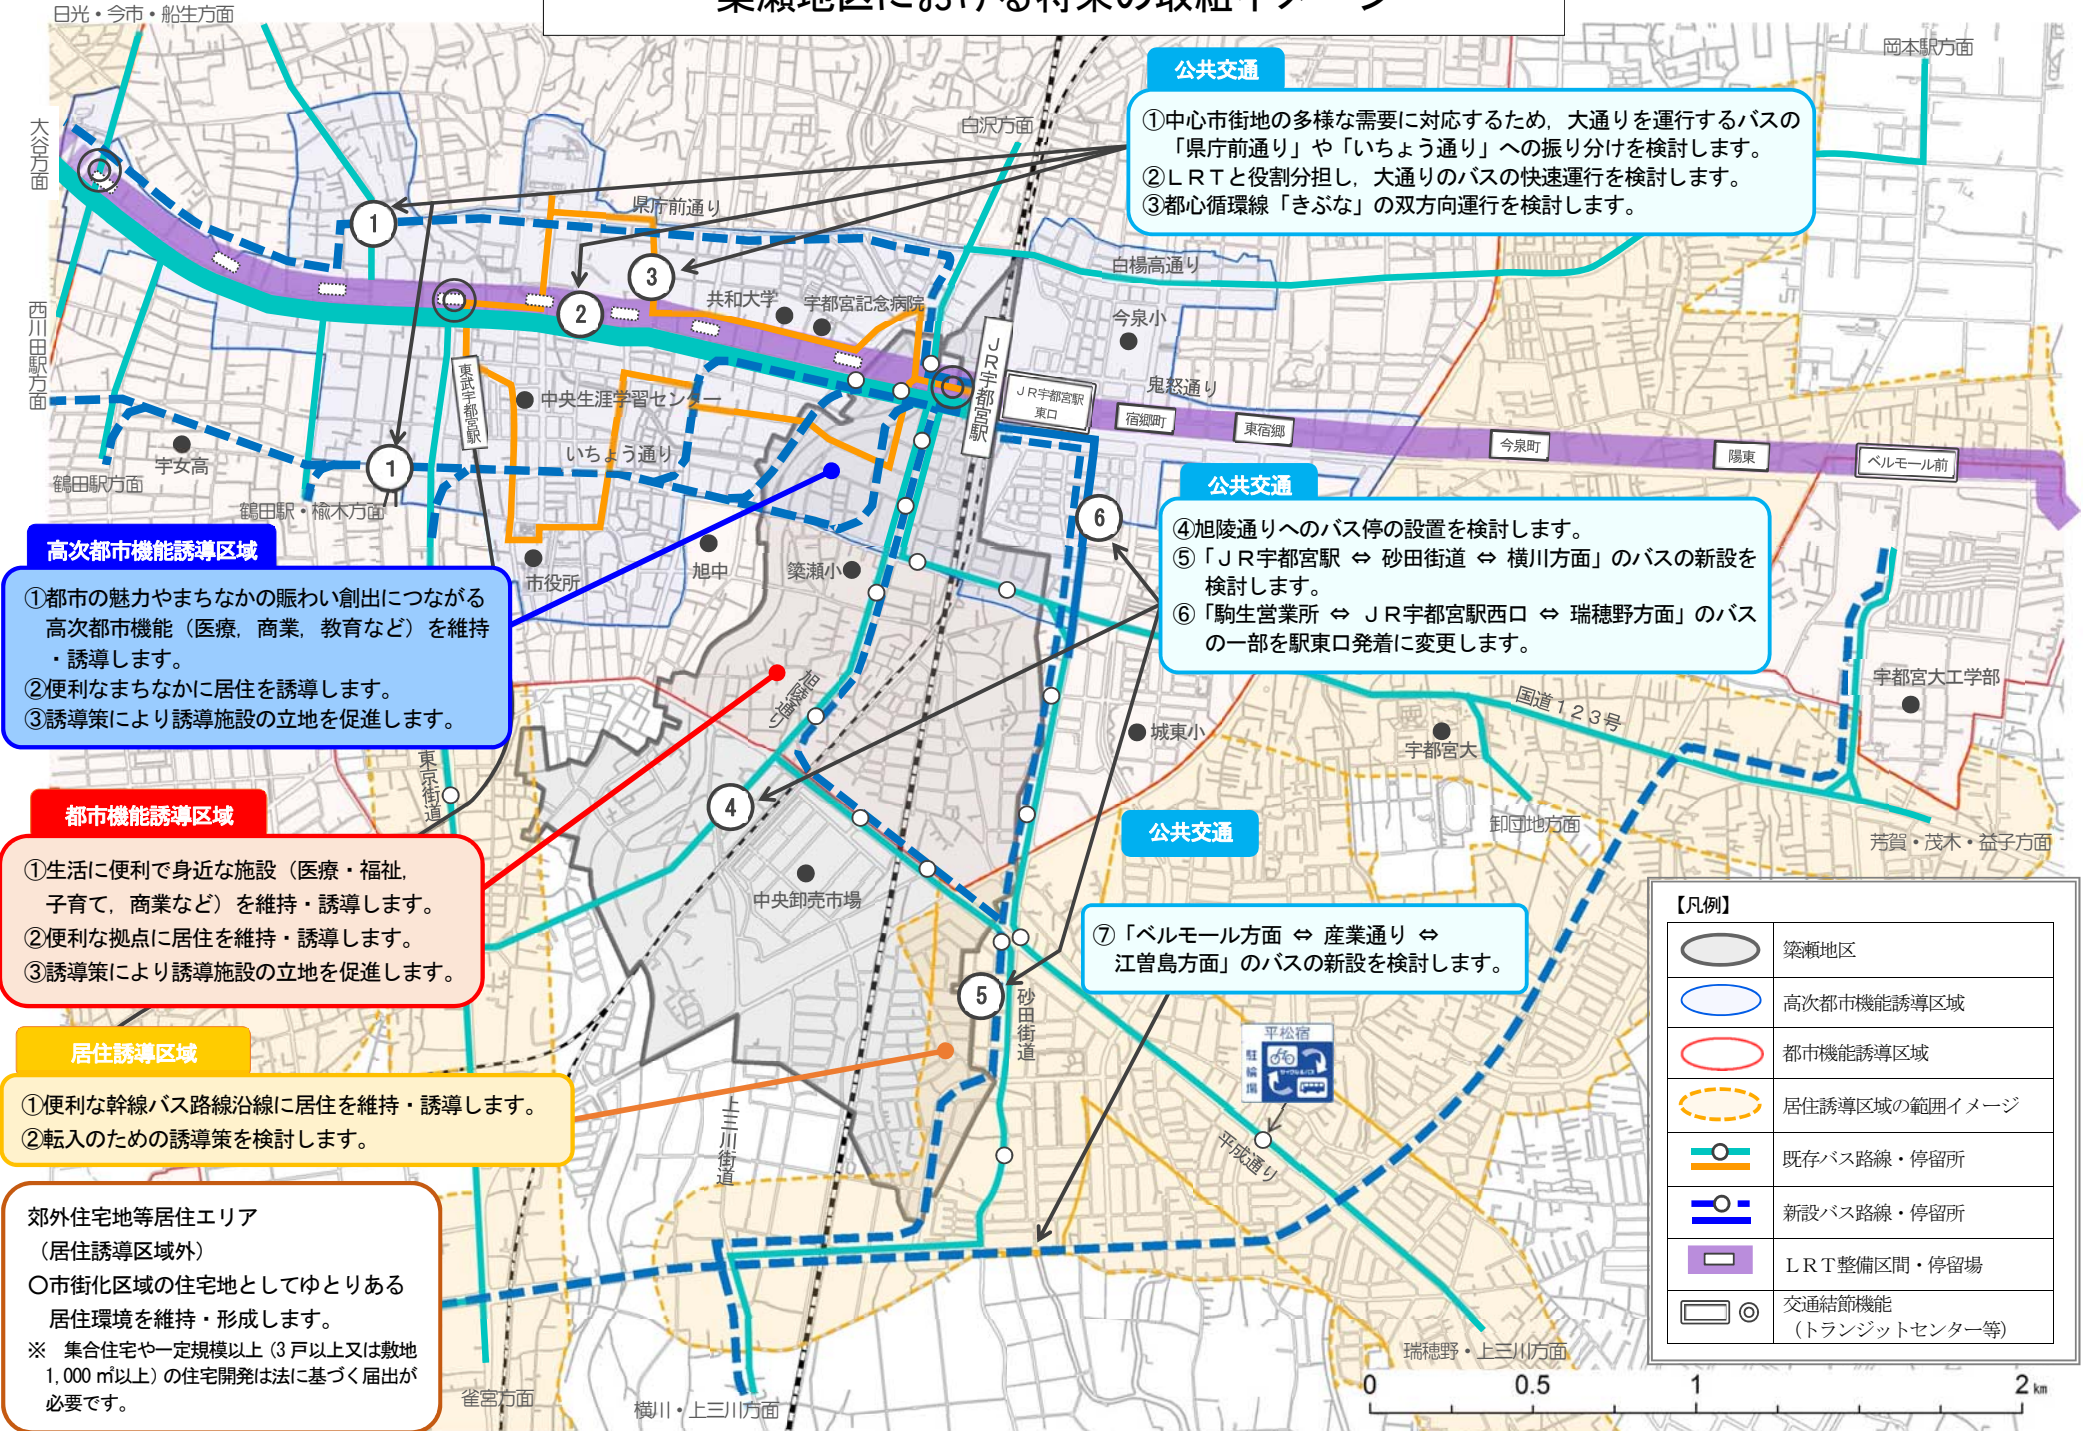 簗瀬地区における将来の取組イメージ
日光・今市・船生方面
岡本駅方面
大谷方面
白沢方面
公共交通
①中心市街地の多様な需要に対応するため，大通りを運行するバスの
「県庁前通り」や「いちょう通り」への振り分けを検討します。
②ＬＲＴと役割分担し，大通りのバスの快速運行を検討します。
③都心循環線「きぶな」の双方向運行を検討します。
県庁前通り
1
3
2
白楊高通り
共和大学
宇都宮記念病院
今泉小
西川田駅方面
東武宇都宮駅
ＪＲ宇都宮駅
ＪＲ宇都宮駅
東口
鬼怒通り
宿郷町
東宿郷
今泉町
陽東
ベルモール前
中央生涯学習センター
いちょう通り
宇女高
1
鶴田駅方面
鶴田駅・楡木方面
公共交通
④旭陵通りへのバス停の設置を検討します。
⑤「ＪＲ宇都宮駅 ⇔ 砂田街道 ⇔ 横川方面」のバスの新設を
検討します。
⑥「駒生営業所 ⇔ ＪＲ宇都宮駅西口 ⇔ 瑞穂野方面」のバス
の一部を駅東口発着に変更します。
6
高次都市機能誘導区域
①都市の魅力やまちなかの賑わい創出につながる
高次都市機能（医療，商業，教育など）を維持
・誘導します。
②便利なまちなかに居住を誘導します。
③誘導策により誘導施設の立地を促進します。
市役所
旭中
簗瀬小
旭陵通り
城東小
国道１２３号
宇都宮大
宇都宮大工学部
東京街道
4
卸団地方面
芳賀・茂木・益子方面
都市機能誘導区域
①生活に便利で身近な施設（医療・福祉，
子育て，商業など）を維持・誘導します。
②便利な拠点に居住を維持・誘導します。
③誘導策により誘導施設の立地を促進します。
中央卸売市場
公共交通
⑦「ベルモール方面 ⇔ 産業通り ⇔
江曽島方面」のバスの新設を検討します。
5
砂田街道
平松宿
駐輪場
サイクル&バス
平成通り
居住誘導区域
①便利な幹線バス路線沿線に居住を維持・誘導します。
②転入のための誘導策を検討します。
上三川街道
郊外住宅地等居住エリア
（居住誘導区域外）
〇市街化区域の住宅地としてゆとりある
居住環境を維持・形成します。
※　集合住宅や一定規模以上（3戸以上又は敷地
1,000㎡以上）の住宅開発は法に基づく届出が
必要です。
雀宮方面
横川・上三川方面
瑞穂野・上三川方面
【凡例】
簗瀬地区
高次都市機能誘導区域
都市機能誘導区域
居住誘導区域の範囲イメージ
既存バス路線・停留所
新設バス路線・停留所
ＬＲＴ整備区間・停留場
交通結節機能
（トランジットセンター等）
0 0.5 1 2 km